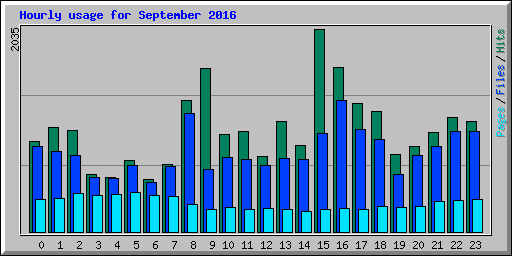 Hourly usage for September 2016
2035
Pages/Files/Hits
0 1 2 3 4 5 6 7 8 9 10 11 12 13 14 15 16 17 18 19 20 21 22 23